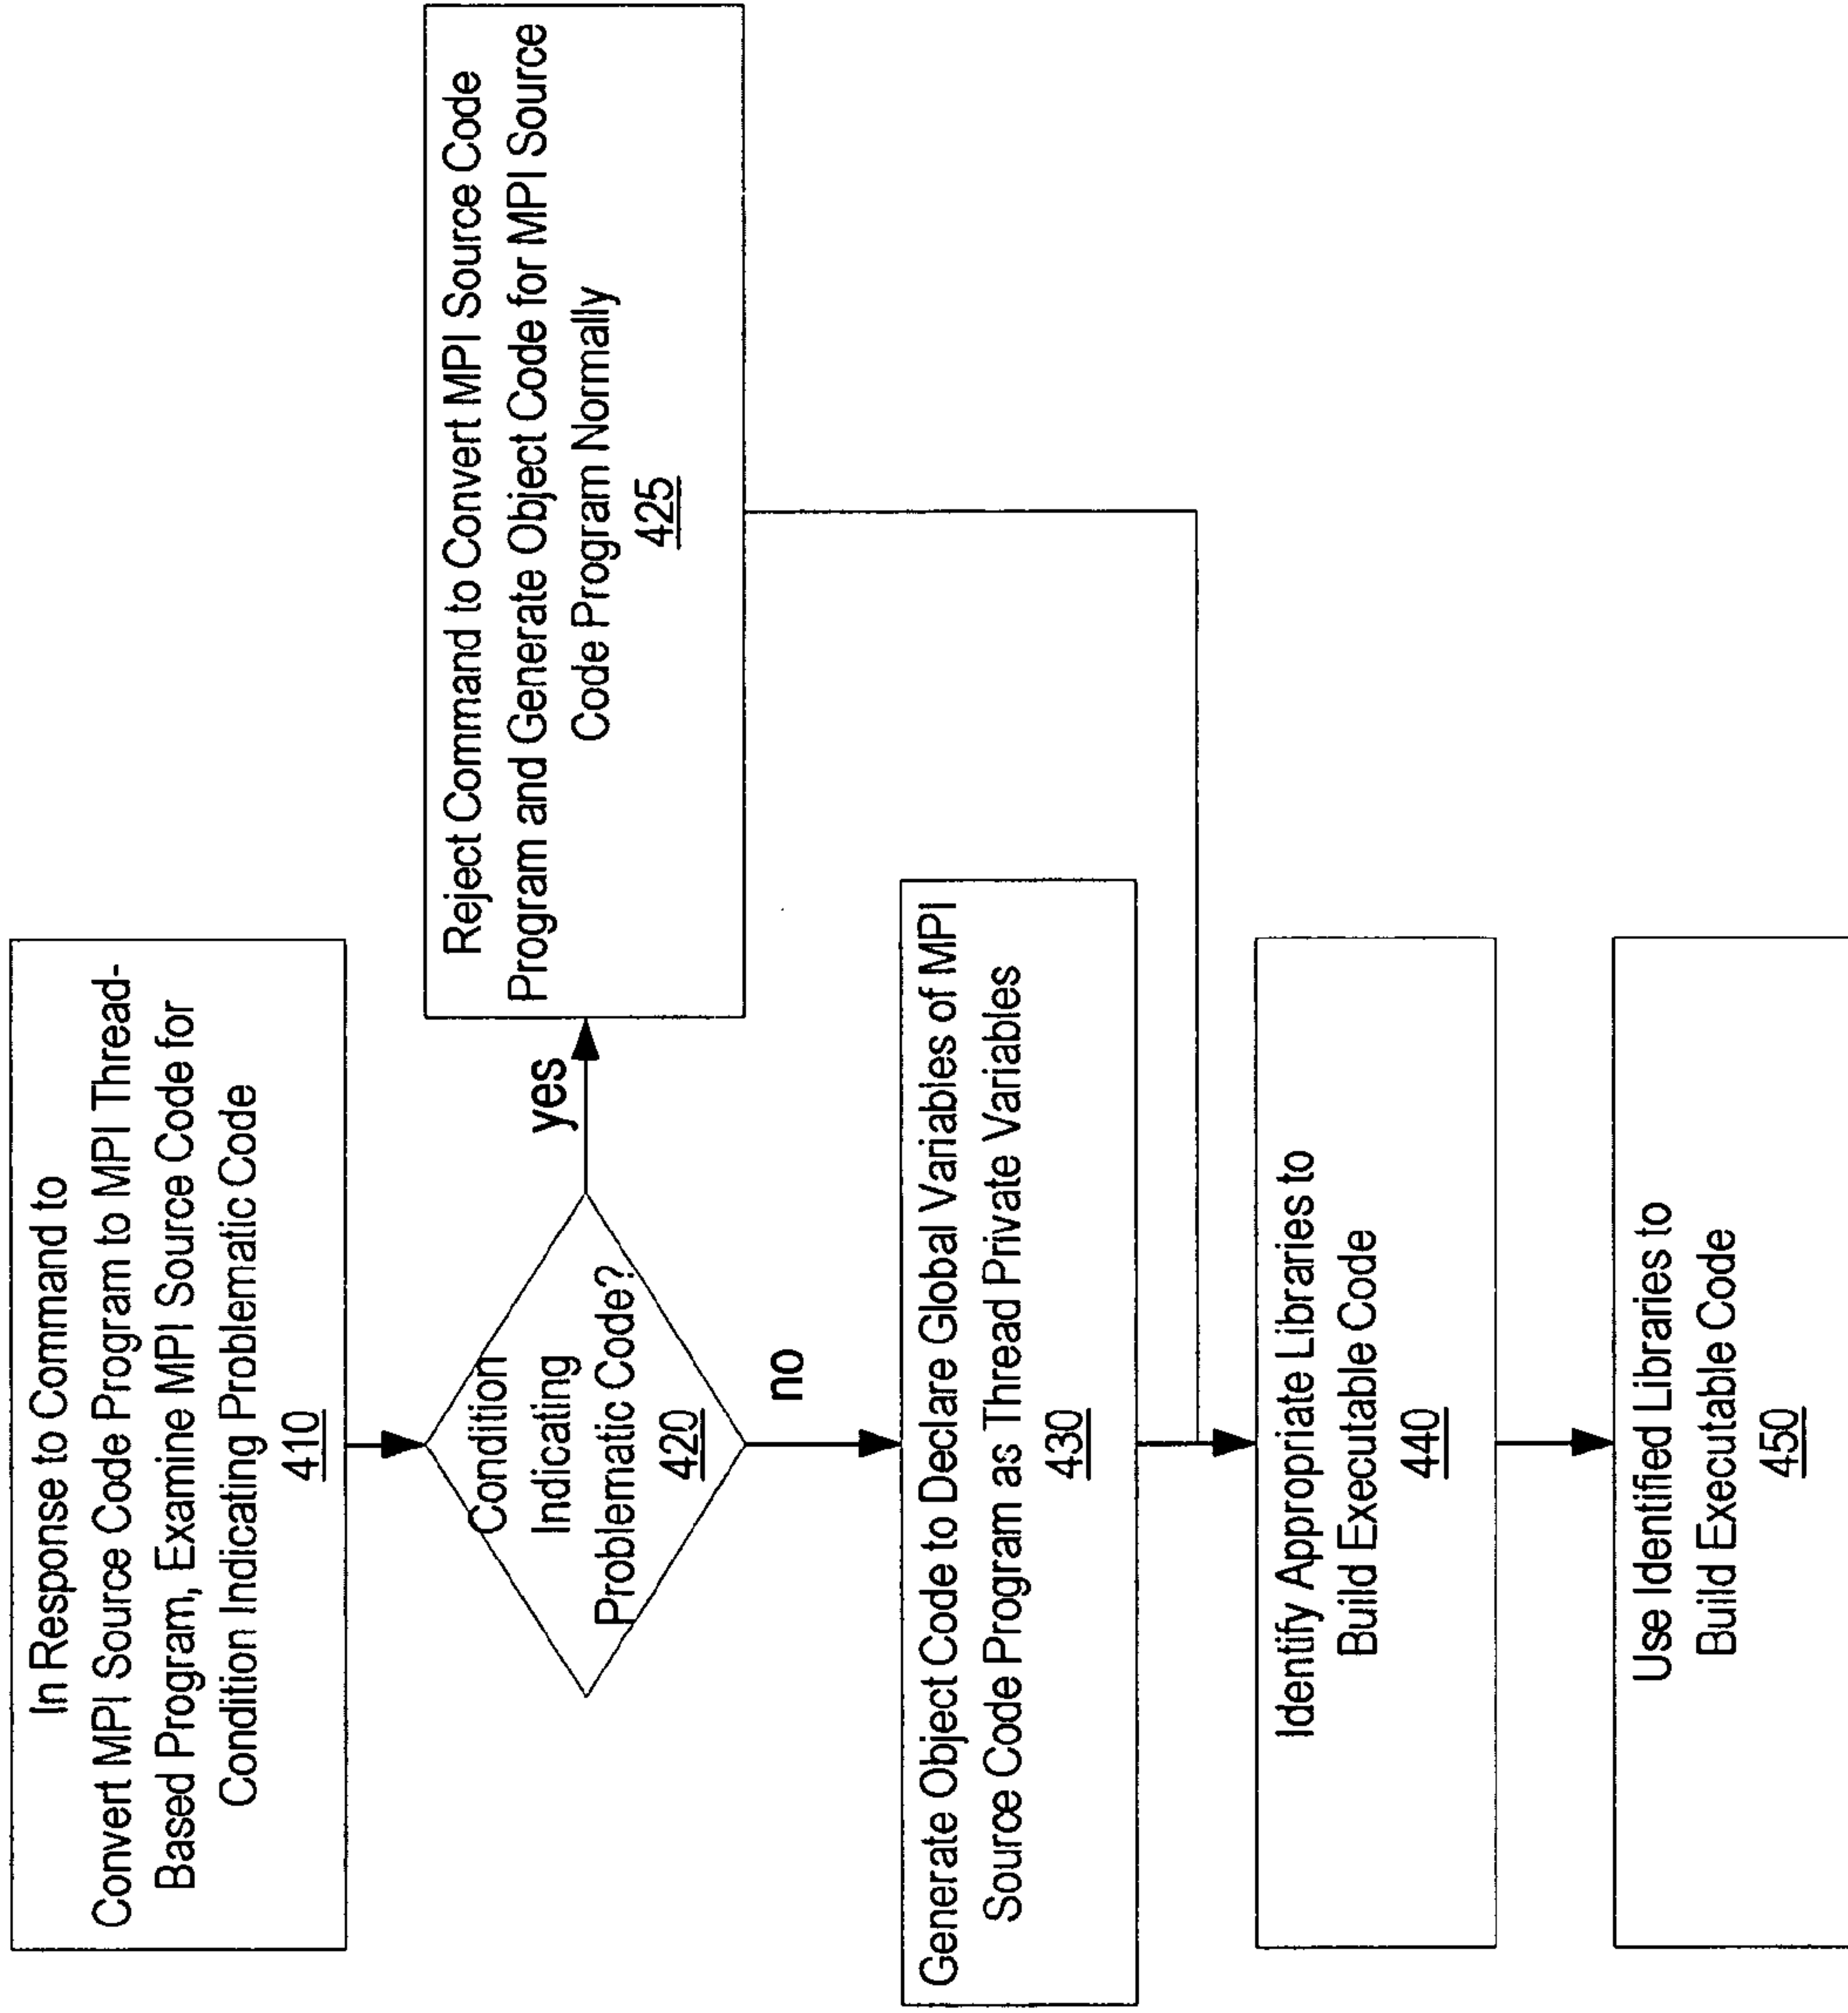 In Response to Command to
Convert MPI Source Code Program to MPI Thread-
Based Program, Examine MPI Source Code for
Condition Indicating Problematic Code
410
Condition
Indicating
Problematic Code?
420
yes
Reject Command to Convert MPI Source Code
Program and Generate Object Code for MPI Source
Code Program Normally
425
no
Generate Object Code to Declare Global Variables of MPI
Source Code Program as Thread Private Variables
430
Identify Appropriate Libraries to
Build Executable Code
440
Use Identified Libraries to
Build Executable Code
450